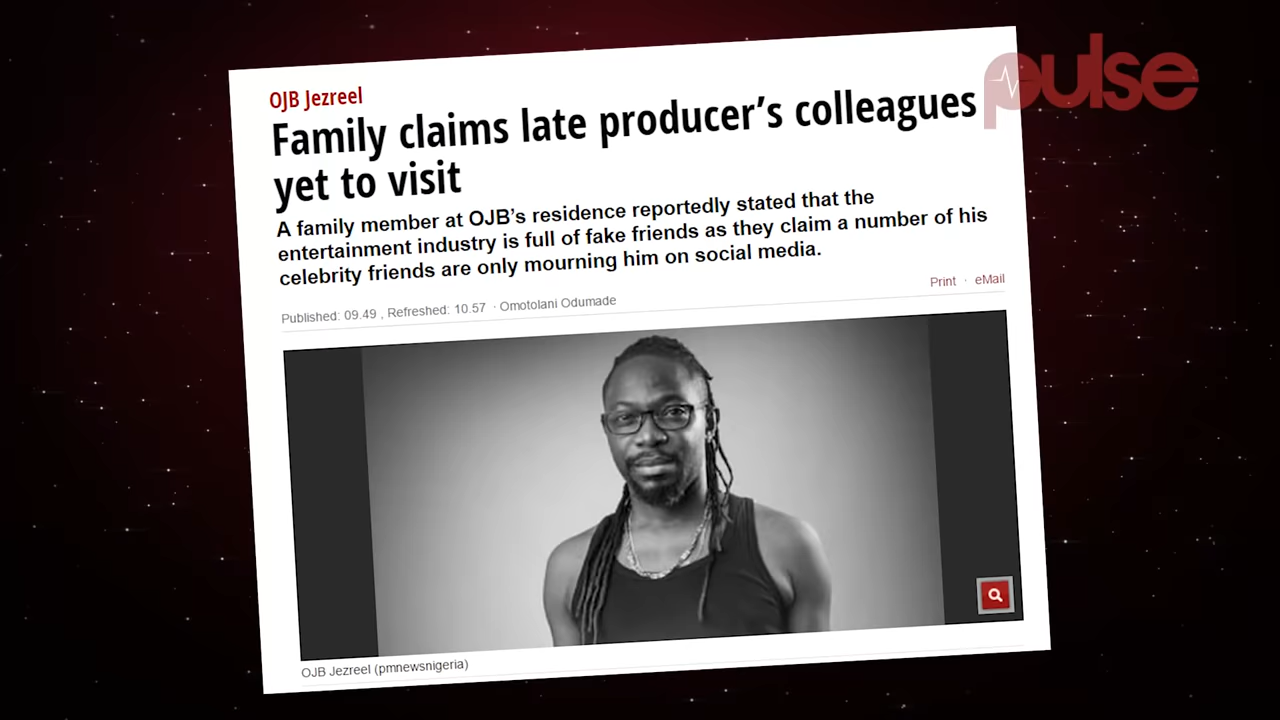 pulse
OJB Jezreel
Family claims late producer's colleagues
yet to visit
A family member at OJB's residence reportedly stated that the
entertainment industry is full of fake friends as they claim a number of his
celebrity friends are only mourning him on social media.
Print · eMail
Published: 09.49 , Refreshed: 10.57 · Omotolani Odumade
OJB Jezreel (pmnewsnigeria)